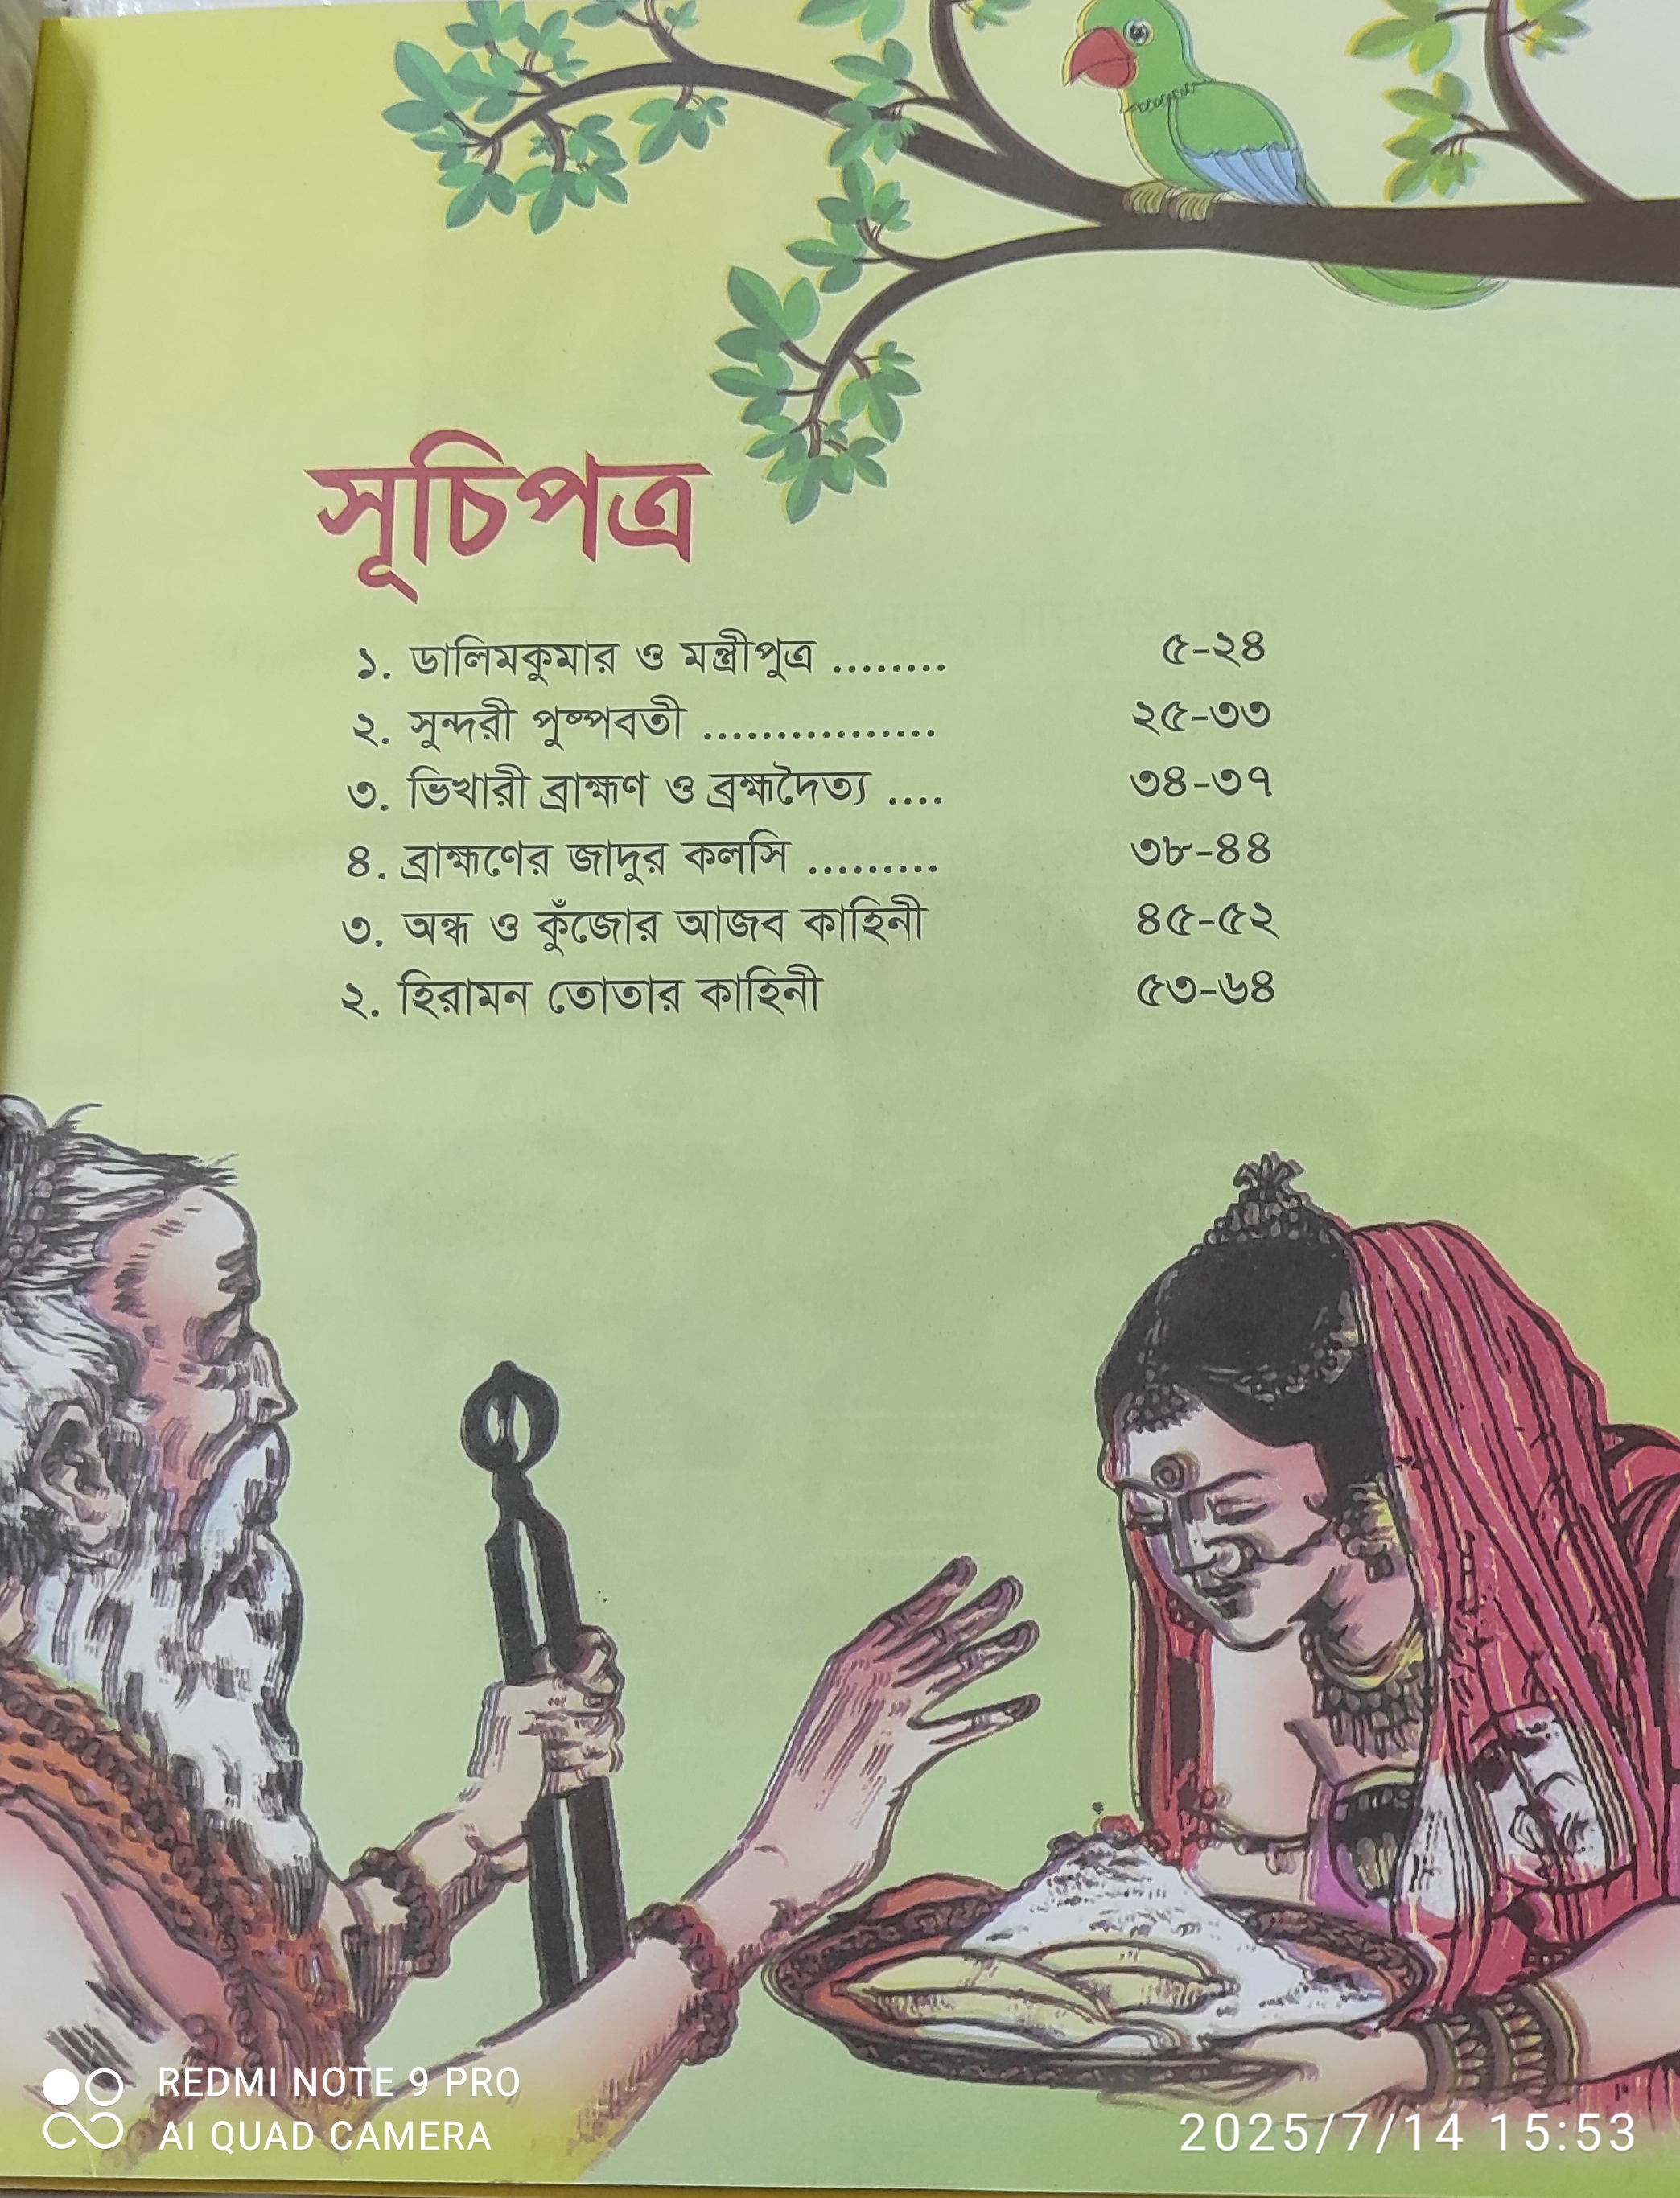 সূচিপত্র
১. ডালিমকুমার ও মন্ত্রীপুত্র ........ ৫-২৪
২. সুন্দরী পুষ্পবতী ................ ২৫-৩৩
৩. ভিখারী ব্রাহ্মণ ও ব্রহ্মদৈত্য .... ৩৪-৩৭
৪. ব্রাহ্মণের জাদুর কলসি ......... ৩৮-৪৪
৩. অন্ধ ও কুঁজোর আজব কাহিনী ৪৫-৫২
২. হিরামন তোতার কাহিনী ৫৩-৬৪
REDMI NOTE 9 PRO
AI QUAD CAMERA
2025/7/14 15:53